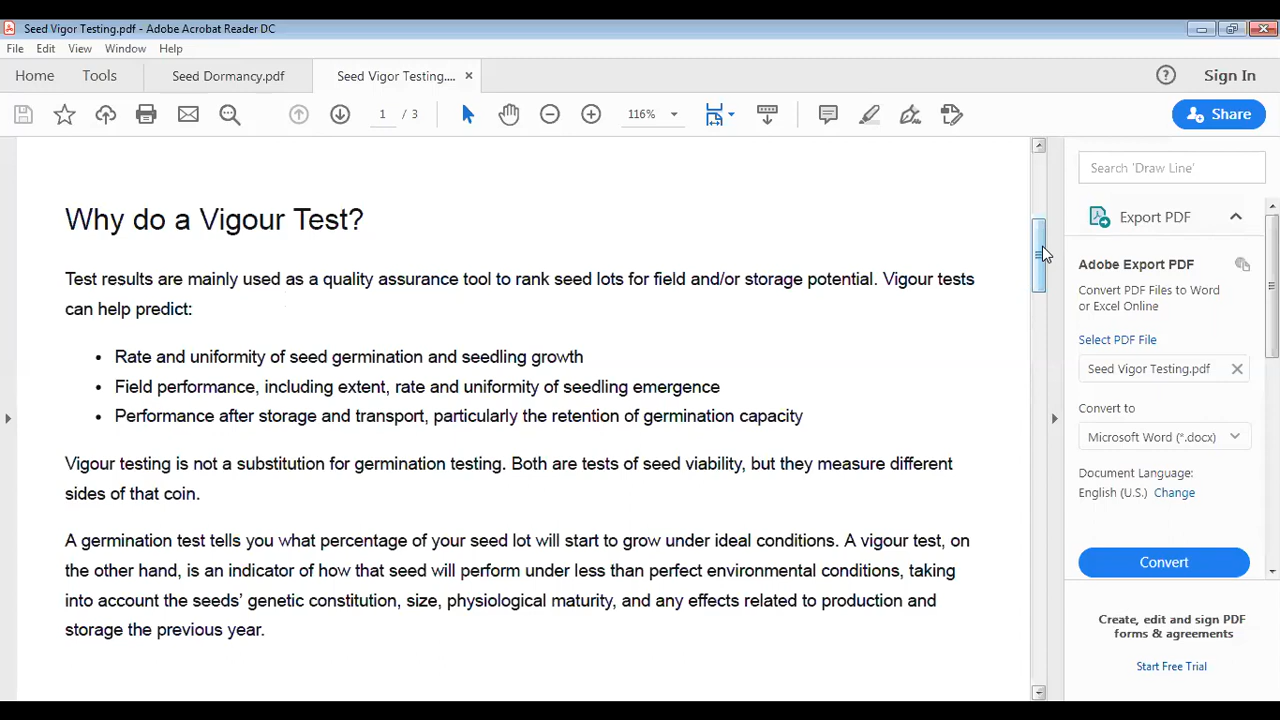 Seed Vigor Testing.pdf - Adobe Acrobat Reader DC
File Edit View Window Help
Home Tools Seed Dormancy.pdf Seed Vigor Testing.... Sign In
1 / 3 116% Share
Why do a Vigour Test?
Test results are mainly used as a quality assurance tool to rank seed lots for field and/or storage potential. Vigour tests
can help predict:
• Rate and uniformity of seed germination and seedling growth
• Field performance, including extent, rate and uniformity of seedling emergence
• Performance after storage and transport, particularly the retention of germination capacity
Vigour testing is not a substitution for germination testing. Both are tests of seed viability, but they measure different
sides of that coin.
A germination test tells you what percentage of your seed lot will start to grow under ideal conditions. A vigour test, on
the other hand, is an indicator of how that seed will perform under less than perfect environmental conditions, taking
into account the seeds' genetic constitution, size, physiological maturity, and any effects related to production and
storage the previous year.
Search 'Draw Line'
Export PDF
Adobe Export PDF
Convert PDF Files to Word
or Excel Online
Select PDF File
Seed Vigor Testing.pdf
Convert to
Microsoft Word (*.docx)
Document Language:
English (U.S.) Change
Convert
Create, edit and sign PDF
forms & agreements
Start Free Trial